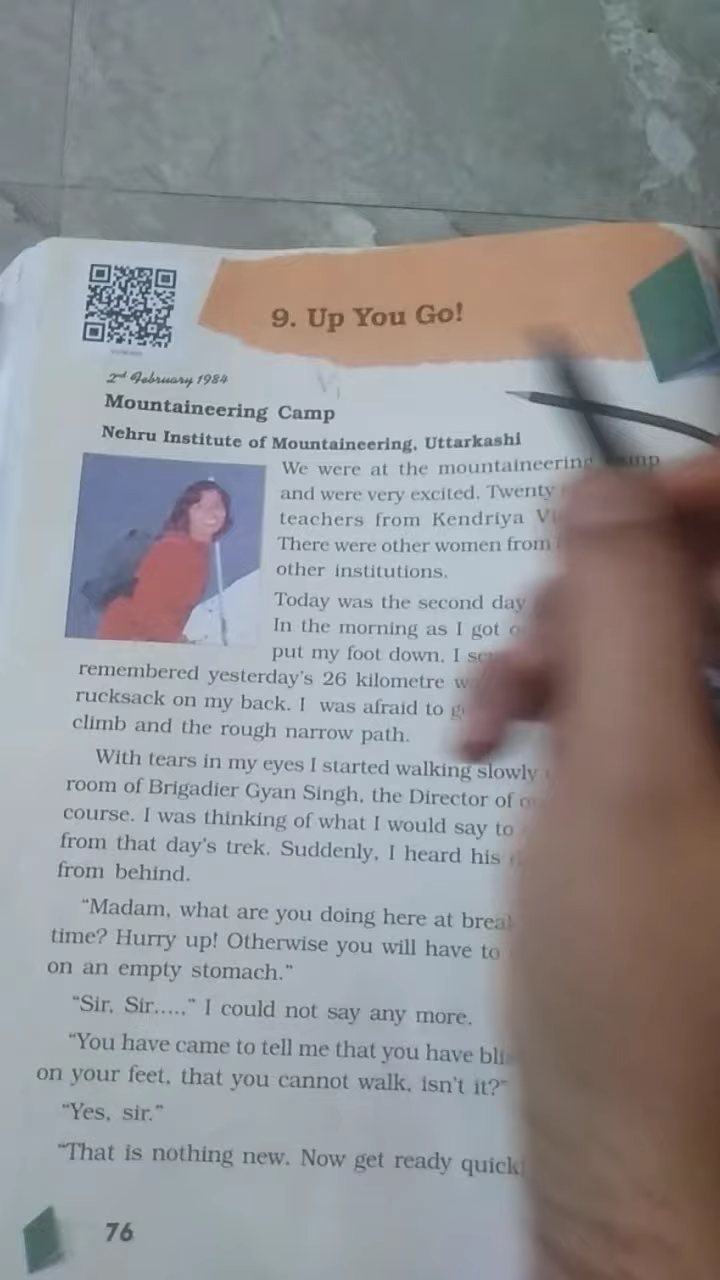 9. Up You Go!
2nd February 1984
Mountaineering Camp
Nehru Institute of Mountaineering, Uttarkashi
We were at the mountaineering
and were very excited. Twenty
teachers from Kendriya
There were other women from
other institutions.
Today was the second day
In the morning as I got
put my foot down, I
remembered yesterday's 26 kilometre
rucksack on my back. I was afraid to
climb and the rough narrow path.
With tears in my eyes I started walking slowly
room of Brigadier Gyan Singh, the Director of
course. I was thinking of what I would say to
from that day's trek. Suddenly, I heard his
from behind.
"Madam, what are you doing here at
time? Hurry up! Otherwise you will have to
on an empty stomach."
"Sir, Sir....," I could not say any more.
"You have came to tell me that you have
on your feet, that you cannot walk, isn't it?"
"Yes, sir."
"That is nothing new. Now get ready
76